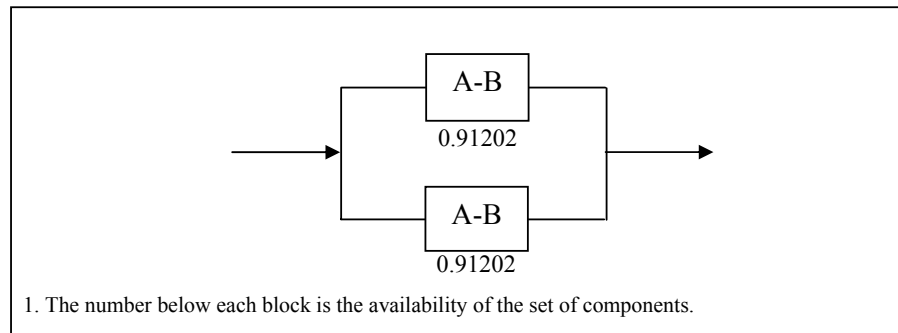 A-B
0.91202
A-B
0.91202
1. The number below each block is the availability of the set of components.